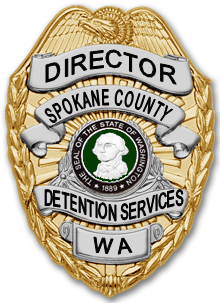 DIRECTOR
SPOKANE COUNTY
THE SEAL OF THE STATE OF WASHINGTON
1889
DETENTION SERVICES
WA